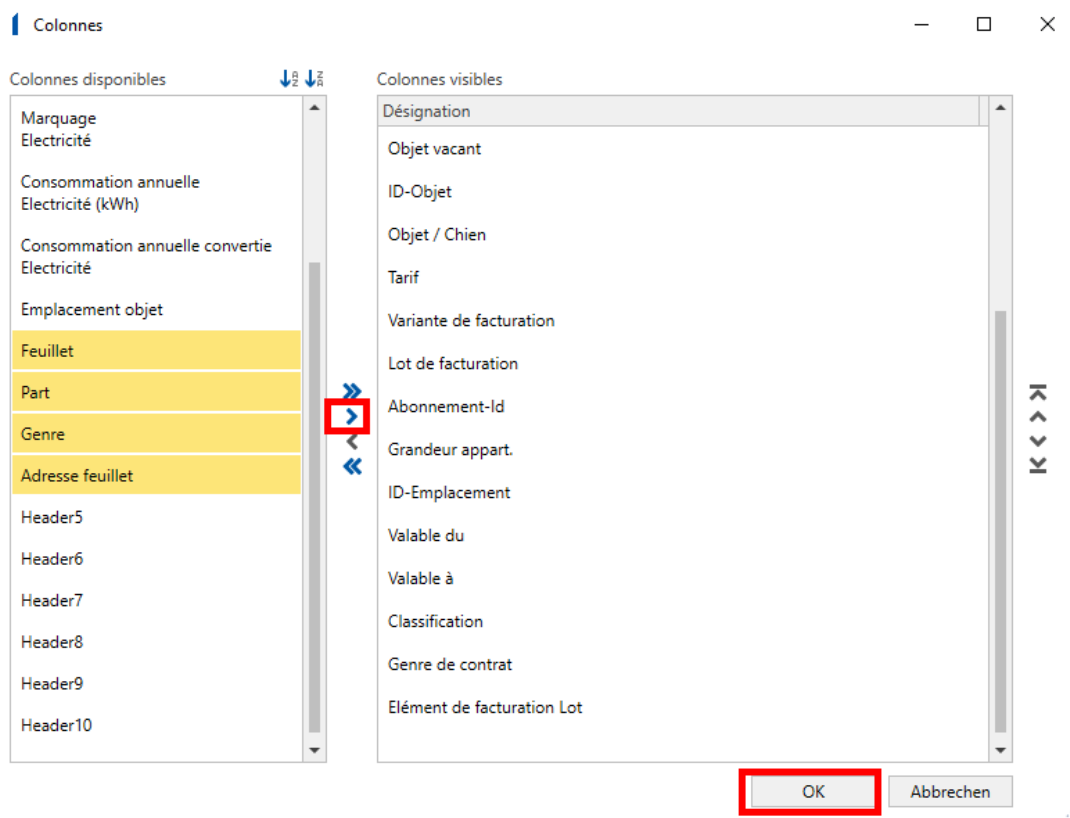 Colonnes
Colonnes disponibles
Marquage
Electricité
Consommation annuelle
Electricité (kWh)
Consommation annuelle convertie
Electricité
Emplacement objet
Feuillet
Part
Genre
Adresse feuillet
Header5
Header6
Header7
Header8
Header9
Header10
Colonnes visibles
Désignation
Objet vacant
ID-Objet
Objet / Chien
Tarif
Variante de facturation
Lot de facturation
Abonnement-Id
Grandeur appart.
ID-Emplacement
Valable du
Valable à
Classification
Genre de contrat
Elément de facturation Lot
OK
Abbrechen